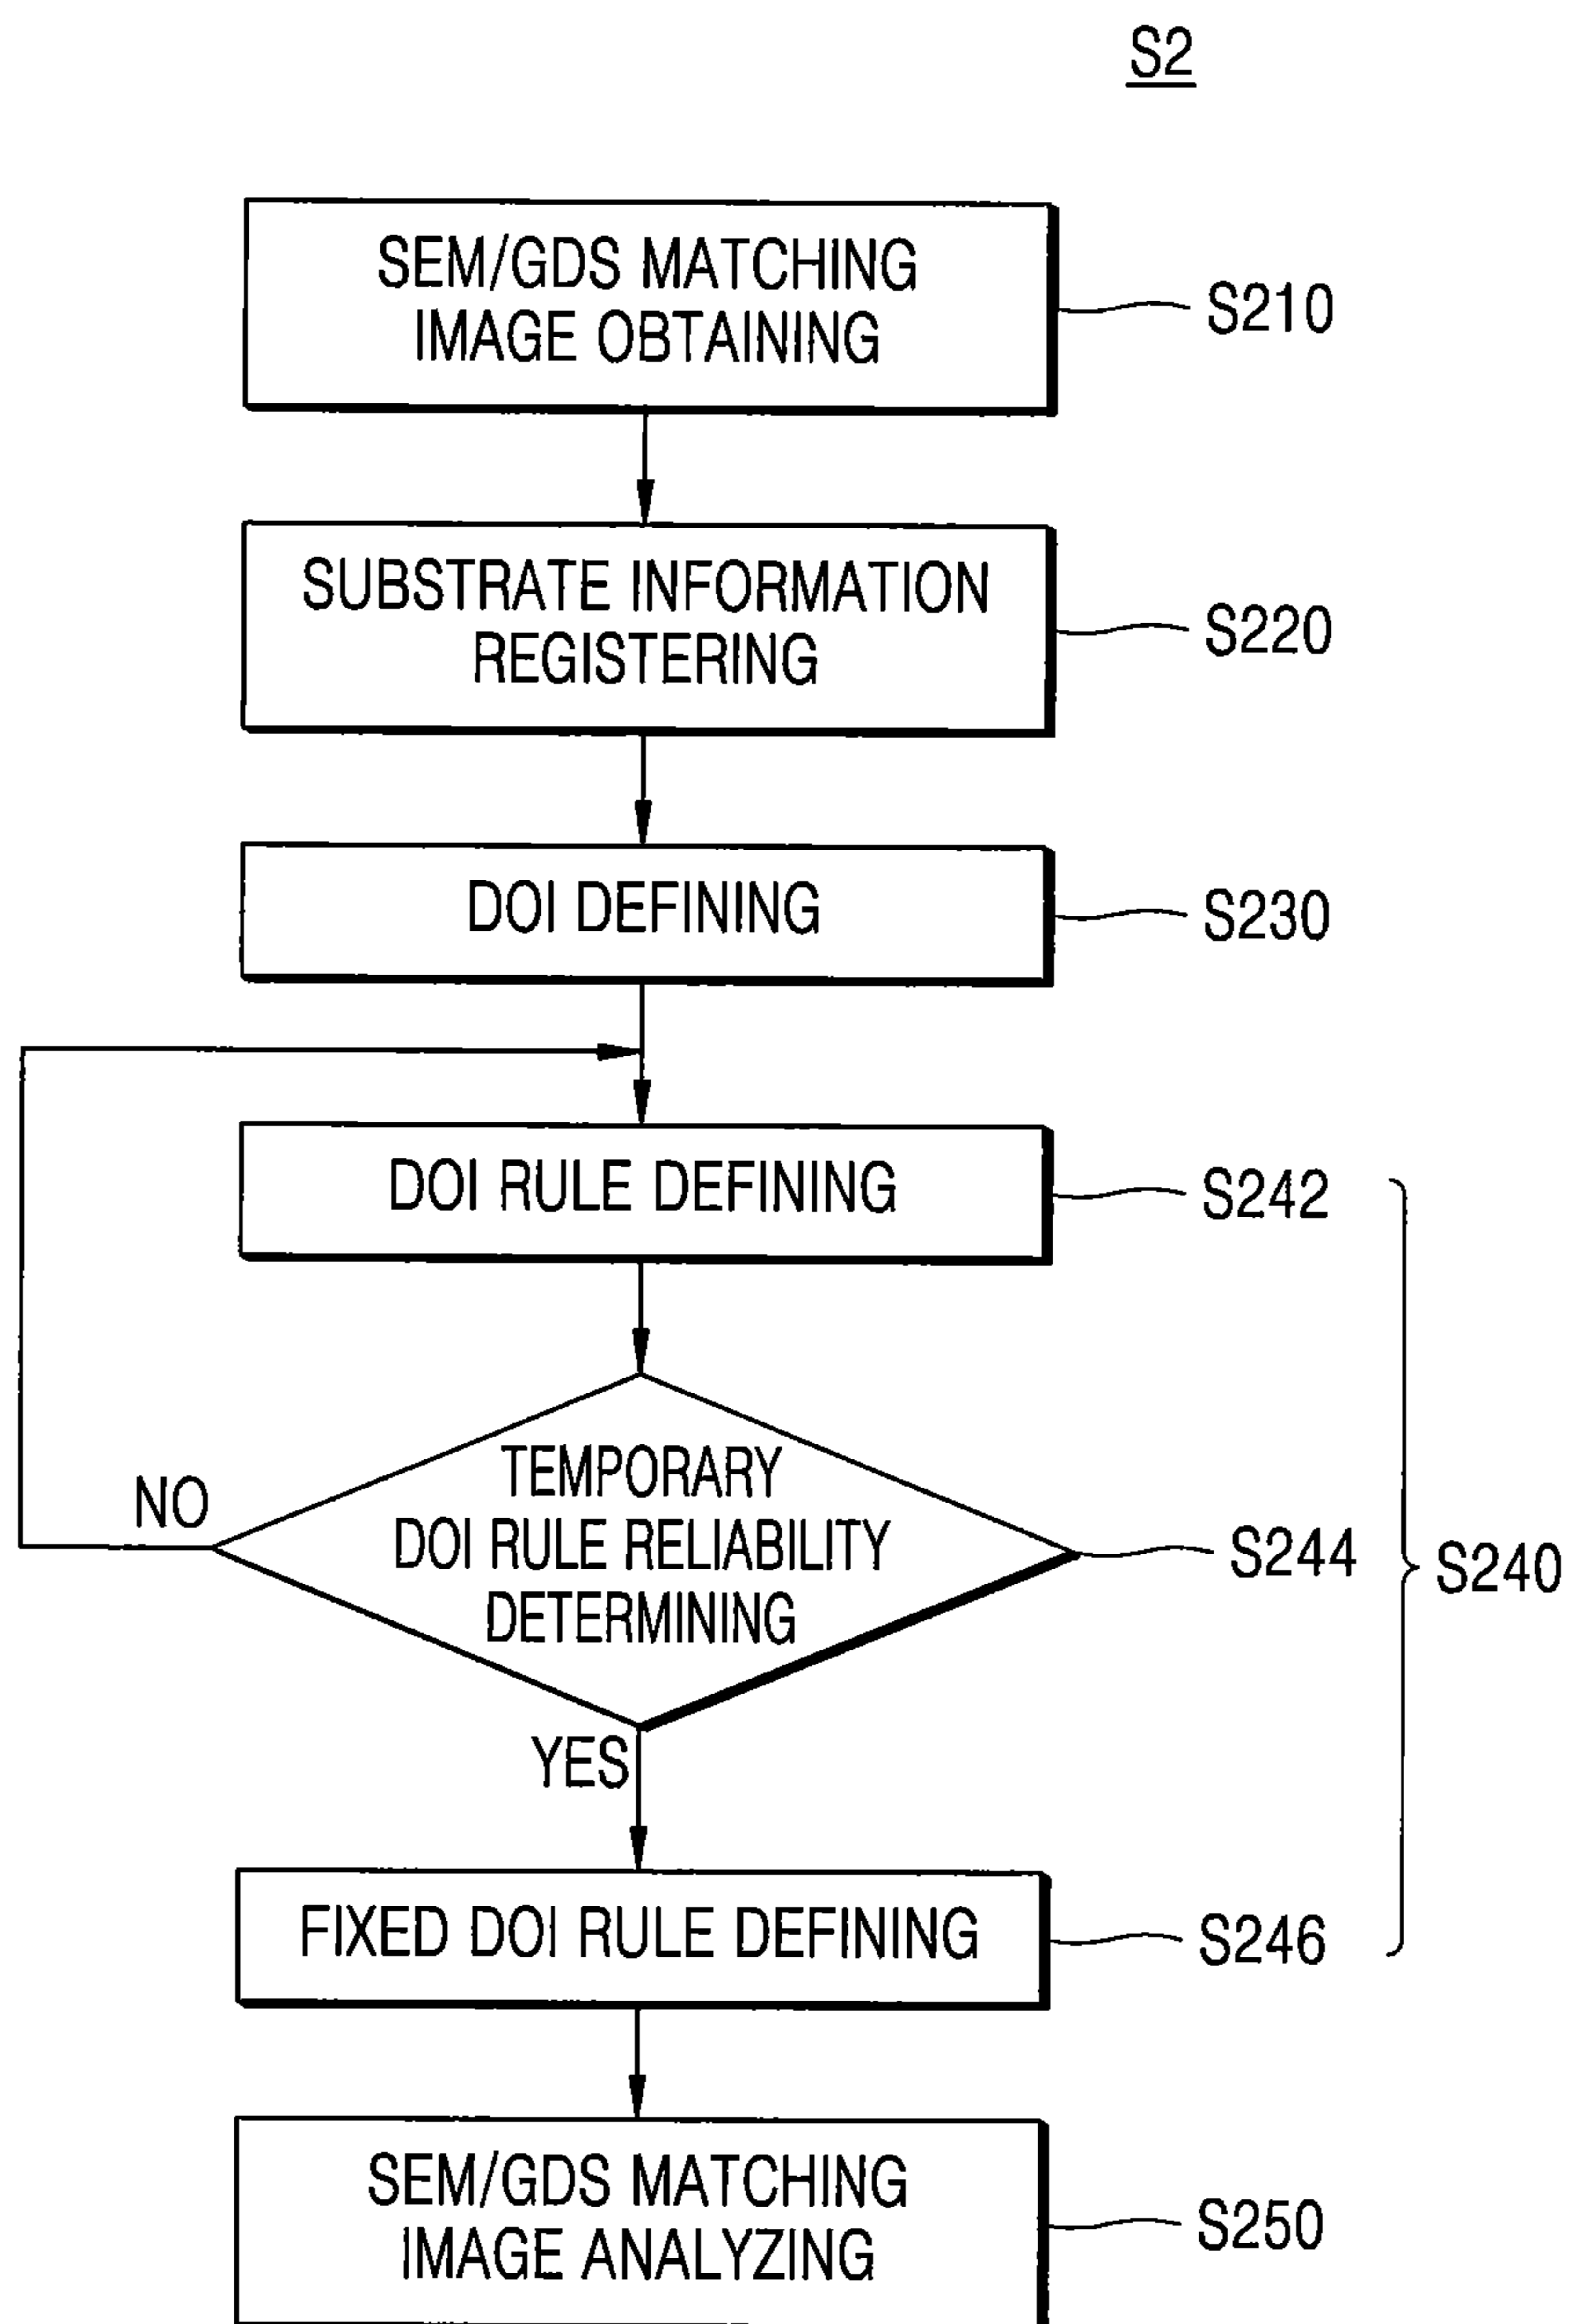 S2
SEM/GDS MATCHING
IMAGE OBTAINING
S210
SUBSTRATE INFORMATION
REGISTERING
S220
DOI DEFINING
S230
DOI RULE DEFINING
S242
TEMPORARY
DOI RULE RELIABILITY
DETERMINING
NO
S244
S240
YES
FIXED DOI RULE DEFINING
S246
SEM/GDS MATCHING
IMAGE ANALYZING
S250